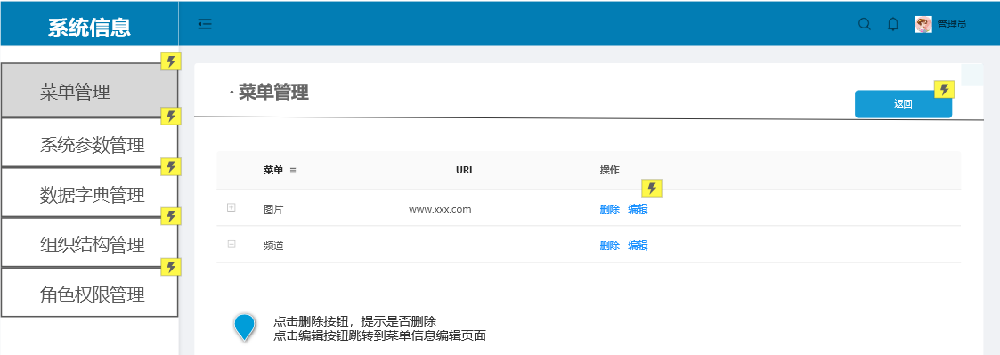 系统信息
管理员
菜单管理
系统参数管理
数据字典管理
组织结构管理
角色权限管理
· 菜单管理
返回
菜单 URL 操作
图片 www.xxx.com 删除 编辑
频道 删除 编辑
......
点击删除按钮，提示是否删除
点击编辑按钮跳转到菜单信息编辑页面